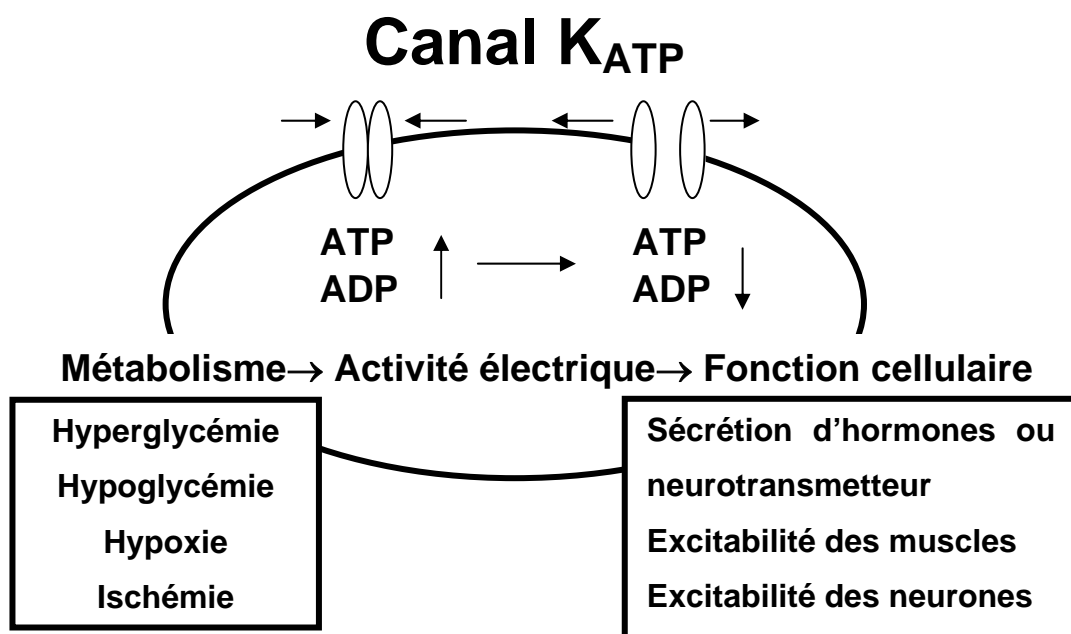 Canal KATP
ATP ATP
ADP ADP
Métabolisme→ Activité électrique→ Fonction cellulaire
Hyperglycémie
Hypoglycémie
Hypoxie
Ischémie
Sécrétion d'hormones ou
neurotransmetteur
Excitabilité des muscles
Excitabilité des neurones